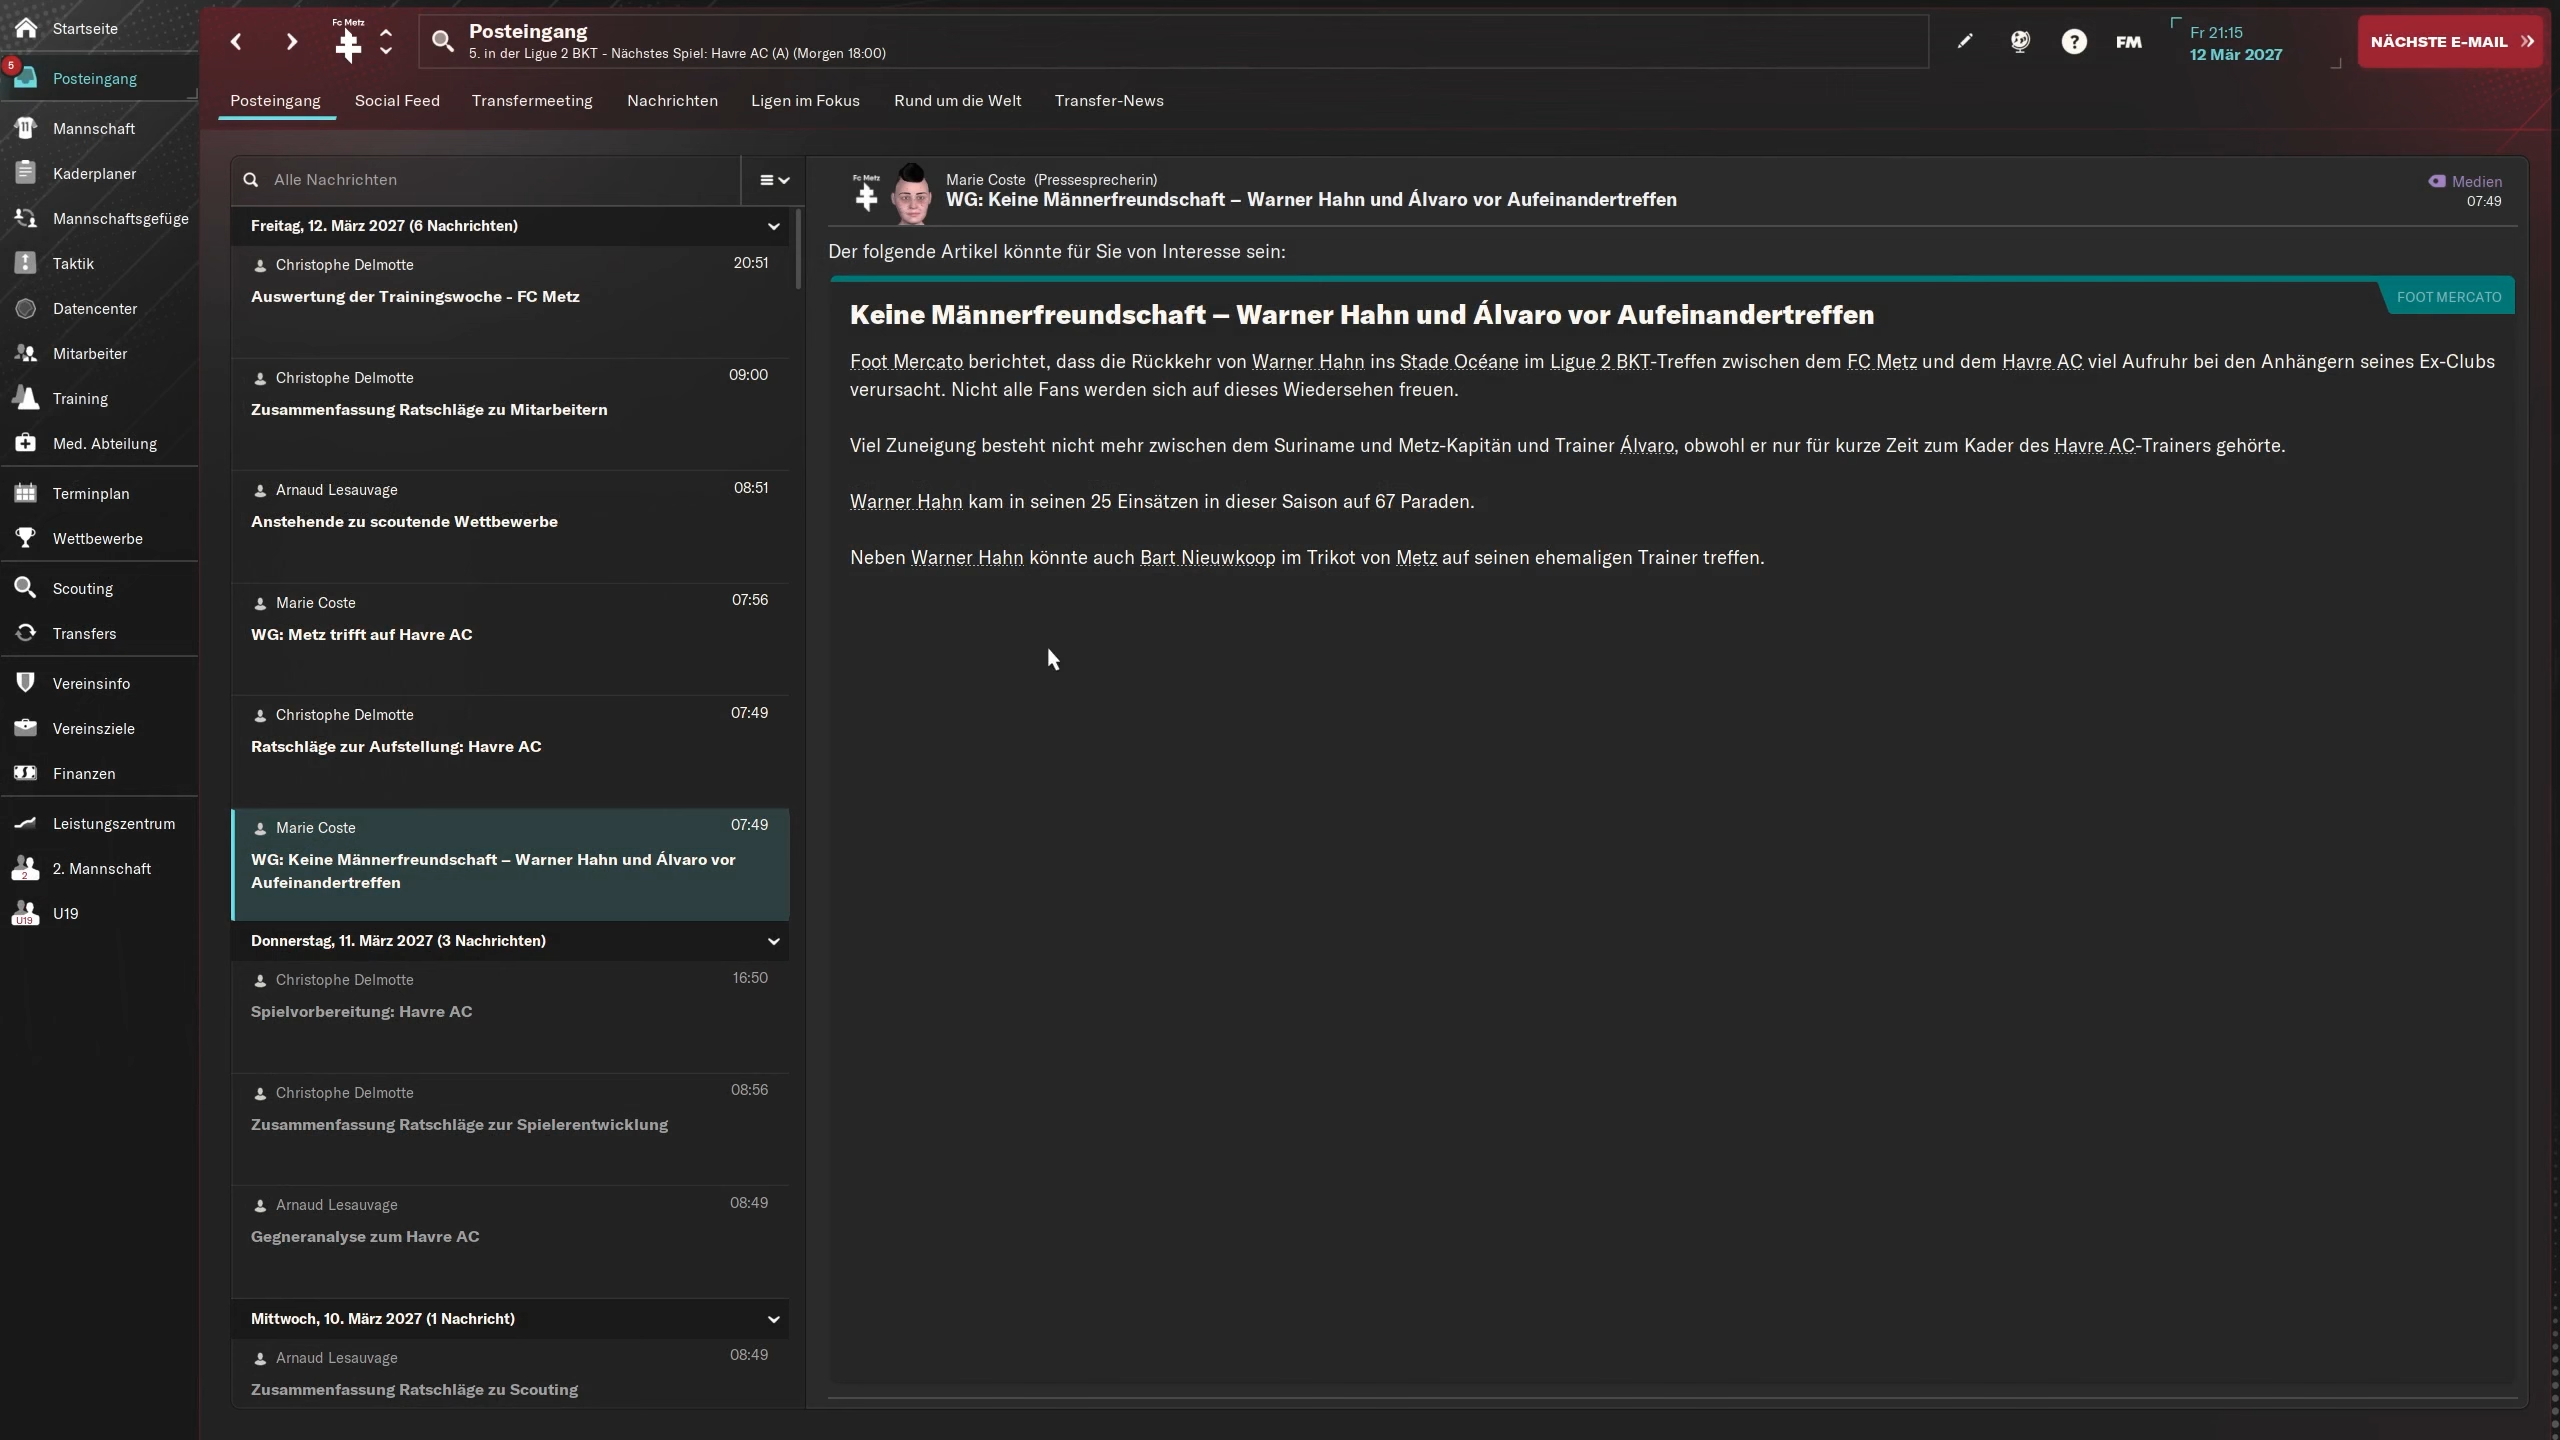 Startseite
5
Posteingang
Mannschaft
Kaderplaner
Mannschaftsgefüge
Taktik
Datencenter
Mitarbeiter
Training
Med. Abteilung
Terminplan
Wettbewerbe
Scouting
Transfers
Vereinsinfo
Vereinsziele
Finanzen
Leistungszentrum
2
2. Mannschaft
U19
U19
Fc Metz
Posteingang
5. in der Ligue 2 BKT - Nächstes Spiel: Havre AC (A) (Morgen 18:00)
?
FM
Fr 21:15
12 Mär 2027
NÄCHSTE E-MAIL
Posteingang Social Feed Transfermeeting Nachrichten Ligen im Fokus Rund um die Welt Transfer-News
Alle Nachrichten
Freitag, 12. März 2027 (6 Nachrichten)
Christophe Delmotte 20:51
Auswertung der Trainingswoche - FC Metz
Christophe Delmotte 09:00
Zusammenfassung Ratschläge zu Mitarbeitern
Arnaud Lesauvage 08:51
Anstehende zu scoutende Wettbewerbe
Marie Coste 07:56
WG: Metz trifft auf Havre AC
Christophe Delmotte 07:49
Ratschläge zur Aufstellung: Havre AC
Marie Coste 07:49
WG: Keine Männerfreundschaft – Warner Hahn und Álvaro vor
Aufeinandertreffen
Donnerstag, 11. März 2027 (3 Nachrichten)
Christophe Delmotte 16:50
Spielvorbereitung: Havre AC
Christophe Delmotte 08:56
Zusammenfassung Ratschläge zur Spielerentwicklung
Arnaud Lesauvage 08:49
Gegneranalyse zum Havre AC
Mittwoch, 10. März 2027 (1 Nachricht)
Arnaud Lesauvage 08:49
Zusammenfassung Ratschläge zu Scouting
Fc Metz
Marie Coste (Pressesprecherin)
WG: Keine Männerfreundschaft – Warner Hahn und Álvaro vor Aufeinandertreffen
Medien
07:49
Der folgende Artikel könnte für Sie von Interesse sein:
FOOT MERCATO
Keine Männerfreundschaft – Warner Hahn und Álvaro vor Aufeinandertreffen
Foot Mercato berichtet, dass die Rückkehr von Warner Hahn ins Stade Océane im Ligue 2 BKT-Treffen zwischen dem FC Metz und dem Havre AC viel Aufruhr bei den Anhängern seines Ex-Clubs
verursacht. Nicht alle Fans werden sich auf dieses Wiedersehen freuen.
Viel Zuneigung besteht nicht mehr zwischen dem Suriname und Metz-Kapitän und Trainer Álvaro, obwohl er nur für kurze Zeit zum Kader des Havre AC-Trainers gehörte.
Warner Hahn kam in seinen 25 Einsätzen in dieser Saison auf 67 Paraden.
Neben Warner Hahn könnte auch Bart Nieuwkoop im Trikot von Metz auf seinen ehemaligen Trainer treffen.